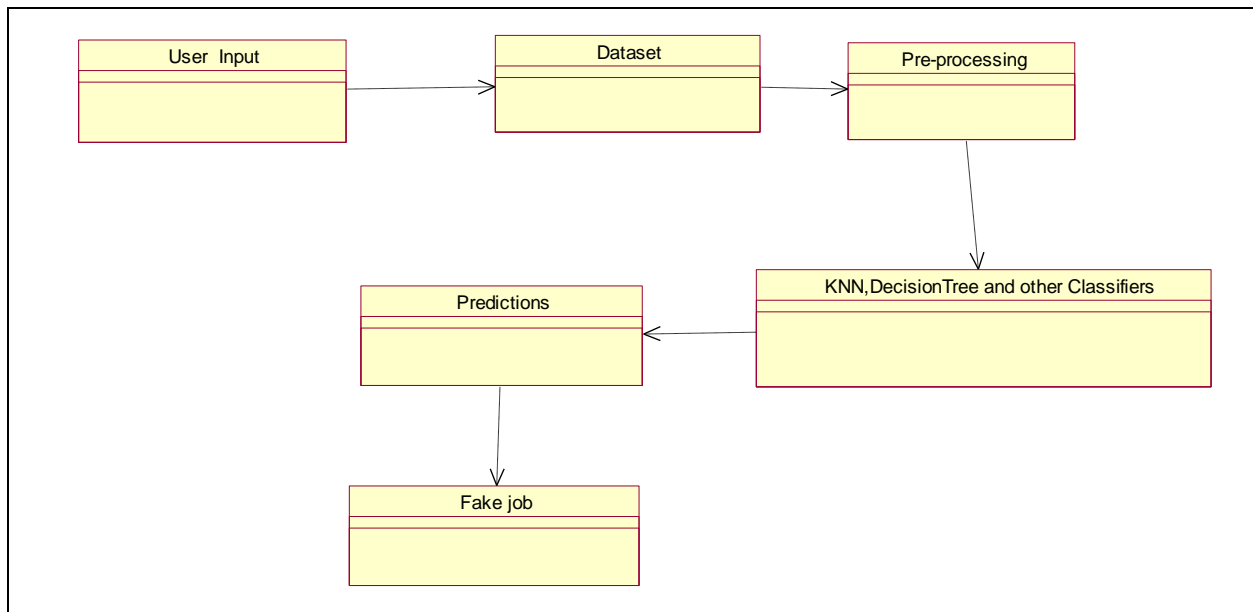 User  Input
Dataset
Pre-processing
KNN,DecisionTree and other Classifiers
Predictions
Fake job